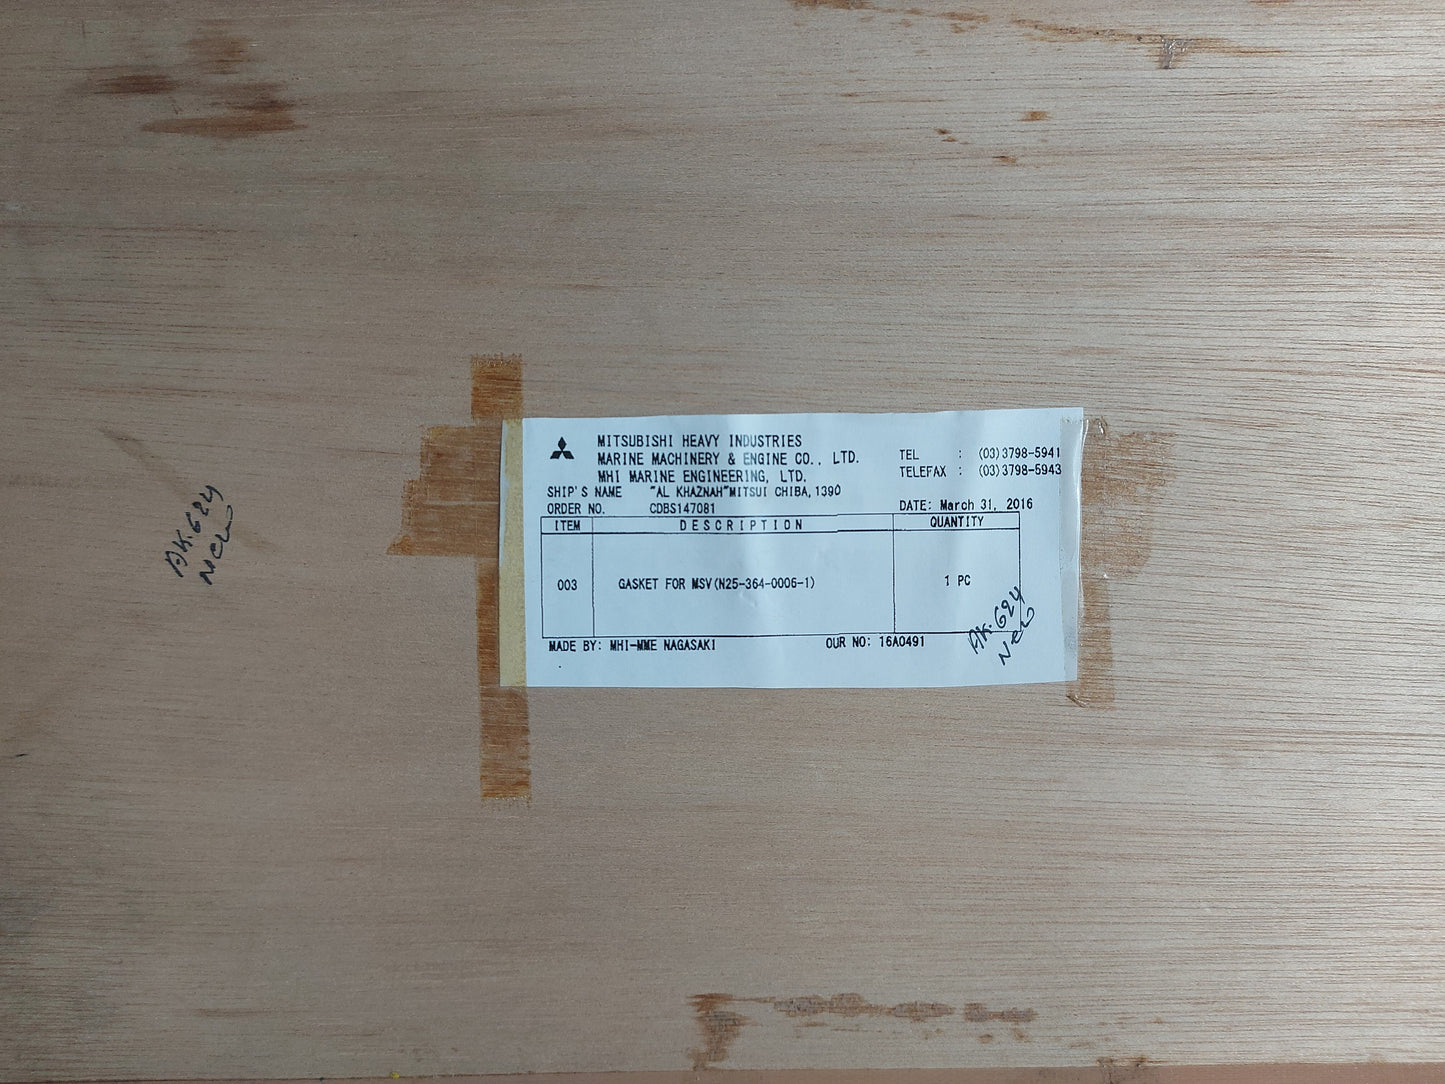 MITSUBISHI HEAVY INDUSTRIES
MARINE MACHINERY & ENGINE CO., LTD.
MHI MARINE ENGINEERING, LTD.
TEL : (03)3798-5941
TELEFAX : (03)3798-5943
SHIP'S NAME "AL KHAZNAH"MITSUI CHIBA, 1390
ORDER NO. CDBS147081
DATE: March 31, 2016
ITEM DESCRIPTION QUANTITY
003 GASKET FOR MSV(N25-364-0006-1) 1 PC
MADE BY: MHI-MME NAGASAKI OUR NO: 16A0491
AK.624
New
AK.624
New